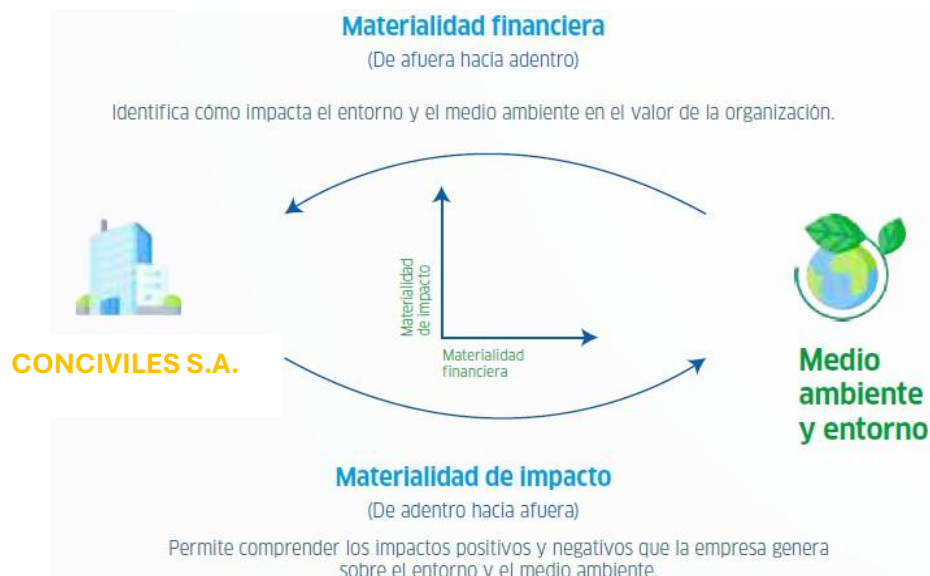 Materialidad financiera
(De afuera hacia adentro)
Identifica cómo impacta el entorno y el medio ambiente en el valor de la organización.
Materialidad
de impacto
Materialidad
financiera
CONCIVILES S.A.
Medio
ambiente
y entorno
Materialidad de impacto
(De adentro hacia afuera)
Permite comprender los impactos positivos y negativos que la empresa genera
sobre el entorno y el medio ambiente.